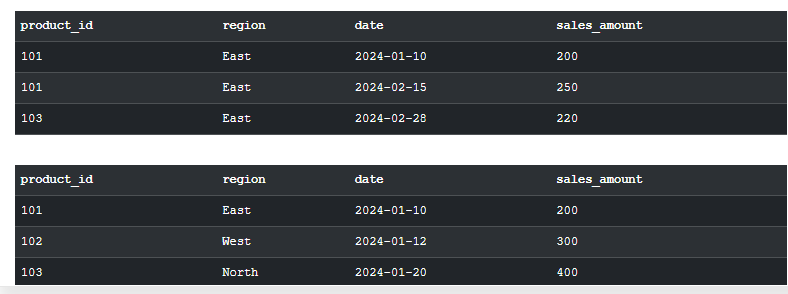 product_id region date sales_amount
101 East 2024-01-10 200
101 East 2024-02-15 250
103 East 2024-02-28 220
product_id region date sales_amount
101 East 2024-01-10 200
102 West 2024-01-12 300
103 North 2024-01-20 400